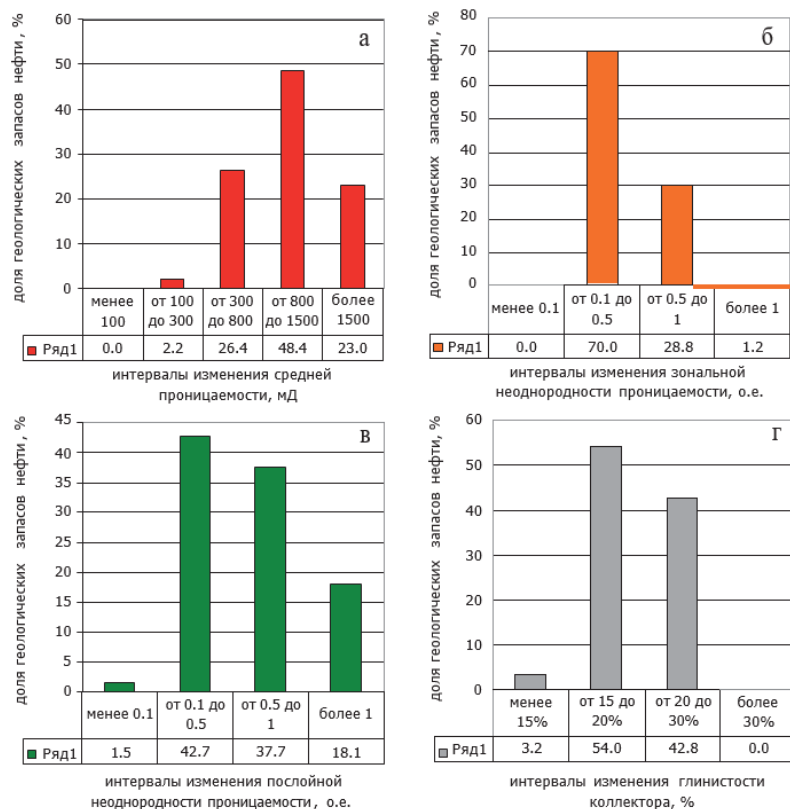 а
доля геологических запасов нефти, %
60
50
40
30
20
10
0
менее 100
от 100 до 300
от 300 до 800
от 800 до 1500
более 1500
Ряд1 0.0 2.2 26.4 48.4 23.0
интервалы изменения средней
проницаемости, мД
б
доля геологических запасов нефти, %
80
70
60
50
40
30
20
10
0
менее 0.1
от 0.1 до 0.5
от 0.5 до 1
более 1
Ряд1 0.0 70.0 28.8 1.2
интервалы изменения зональной
неоднородности проницаемости, о.е.
в
доля геологических запасов нефти, %
45
40
35
30
25
20
15
10
5
0
менее 0.1
от 0.1 до 0.5
от 0.5 до 1
более 1
Ряд1 1.5 42.7 37.7 18.1
интервалы изменения послойной
неоднородности проницаемости, о.е.
г
доля геологических запасов нефти, %
60
50
40
30
20
10
0
менее 15%
от 15 до 20%
от 20 до 30%
более 30%
Ряд1 3.2 54.0 42.8 0.0
интервалы изменения глинистости
коллектора, %